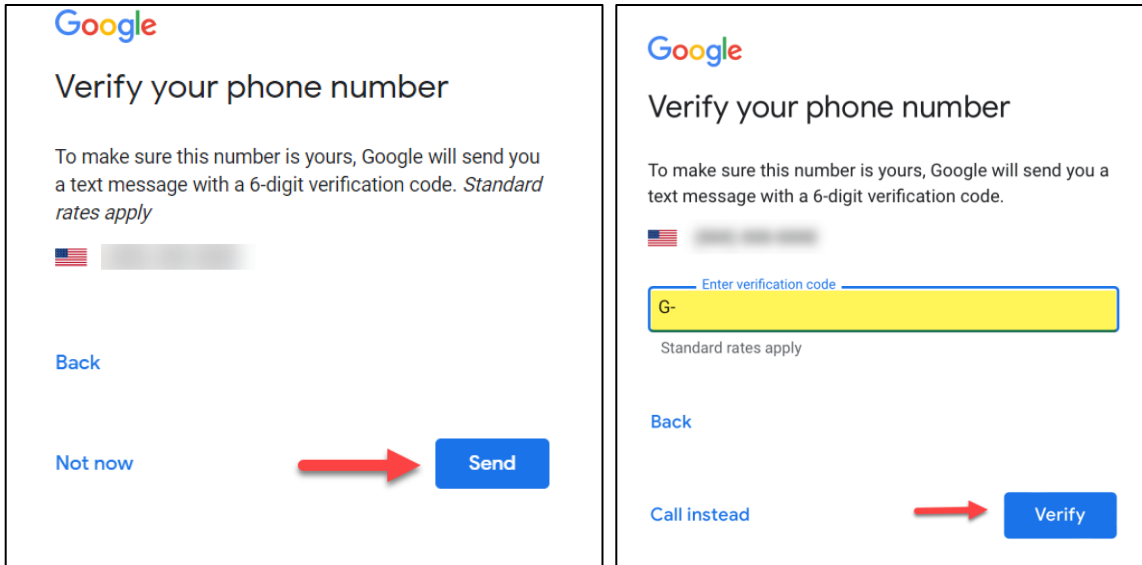 Google
Verify your phone number
To make sure this number is yours, Google will send you
a text message with a 6-digit verification code. Standard
rates apply
Back
Not now
Send
Google
Verify your phone number
To make sure this number is yours, Google will send you a
text message with a 6-digit verification code.
Enter verification code
G-
Standard rates apply
Back
Call instead
Verify